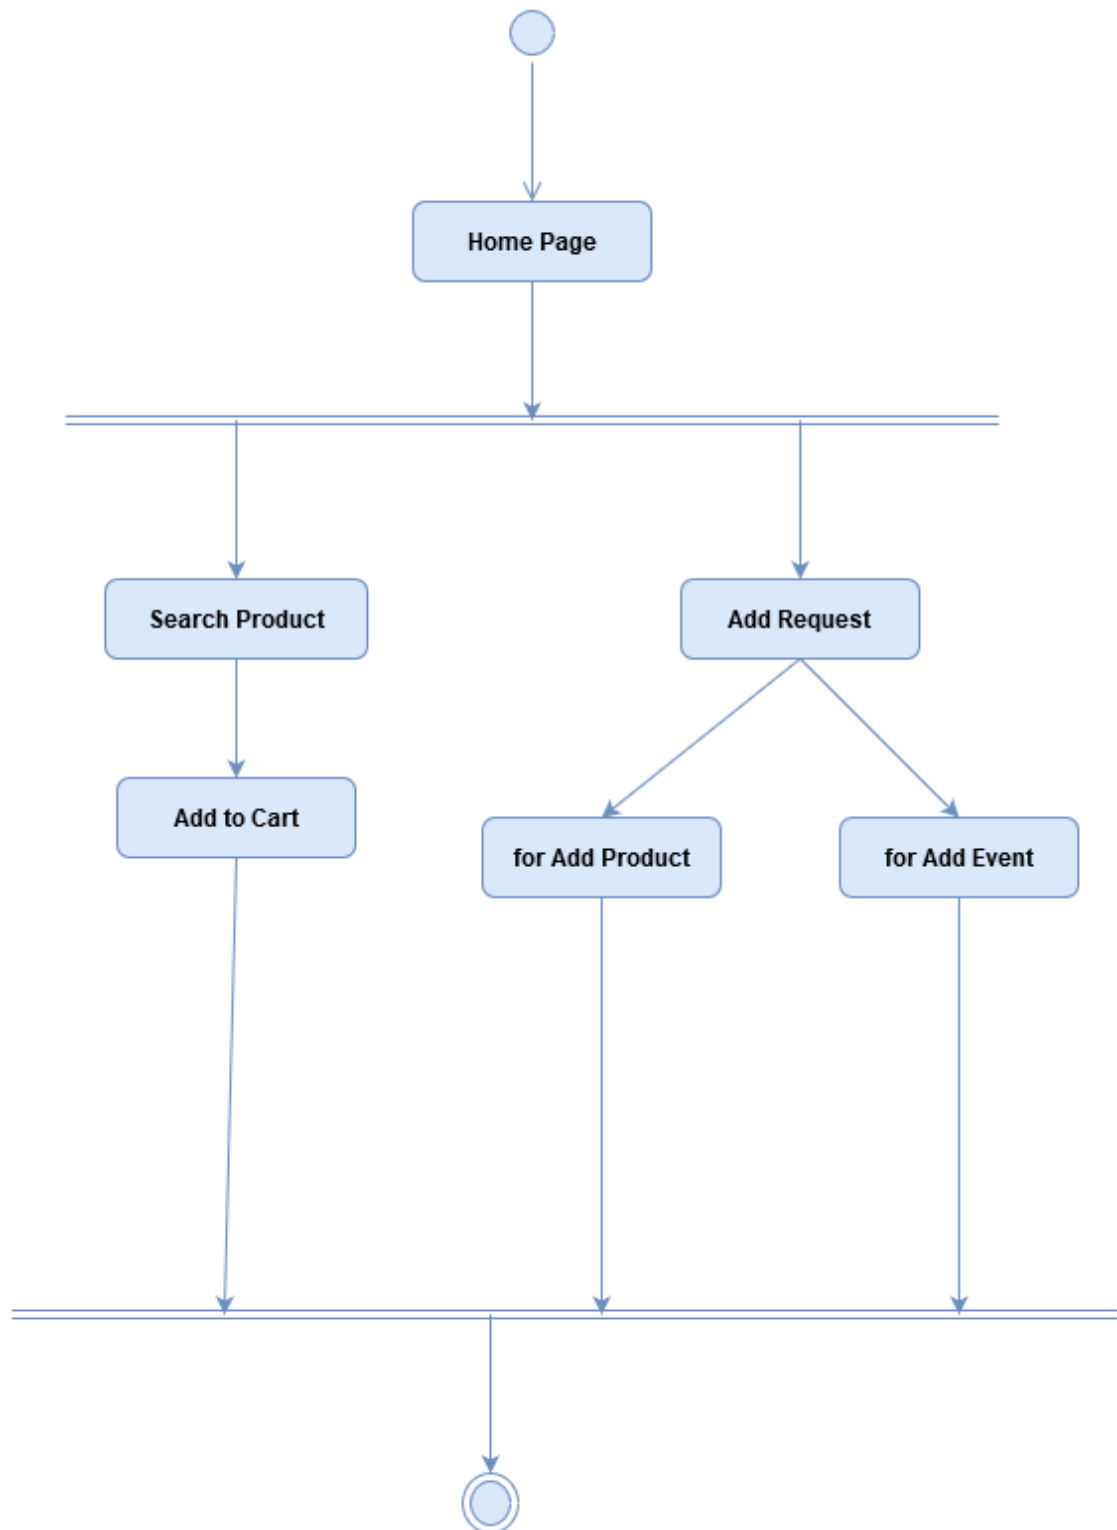 Home Page
Search Product
Add Request
Add to Cart
for Add Product
for Add Event